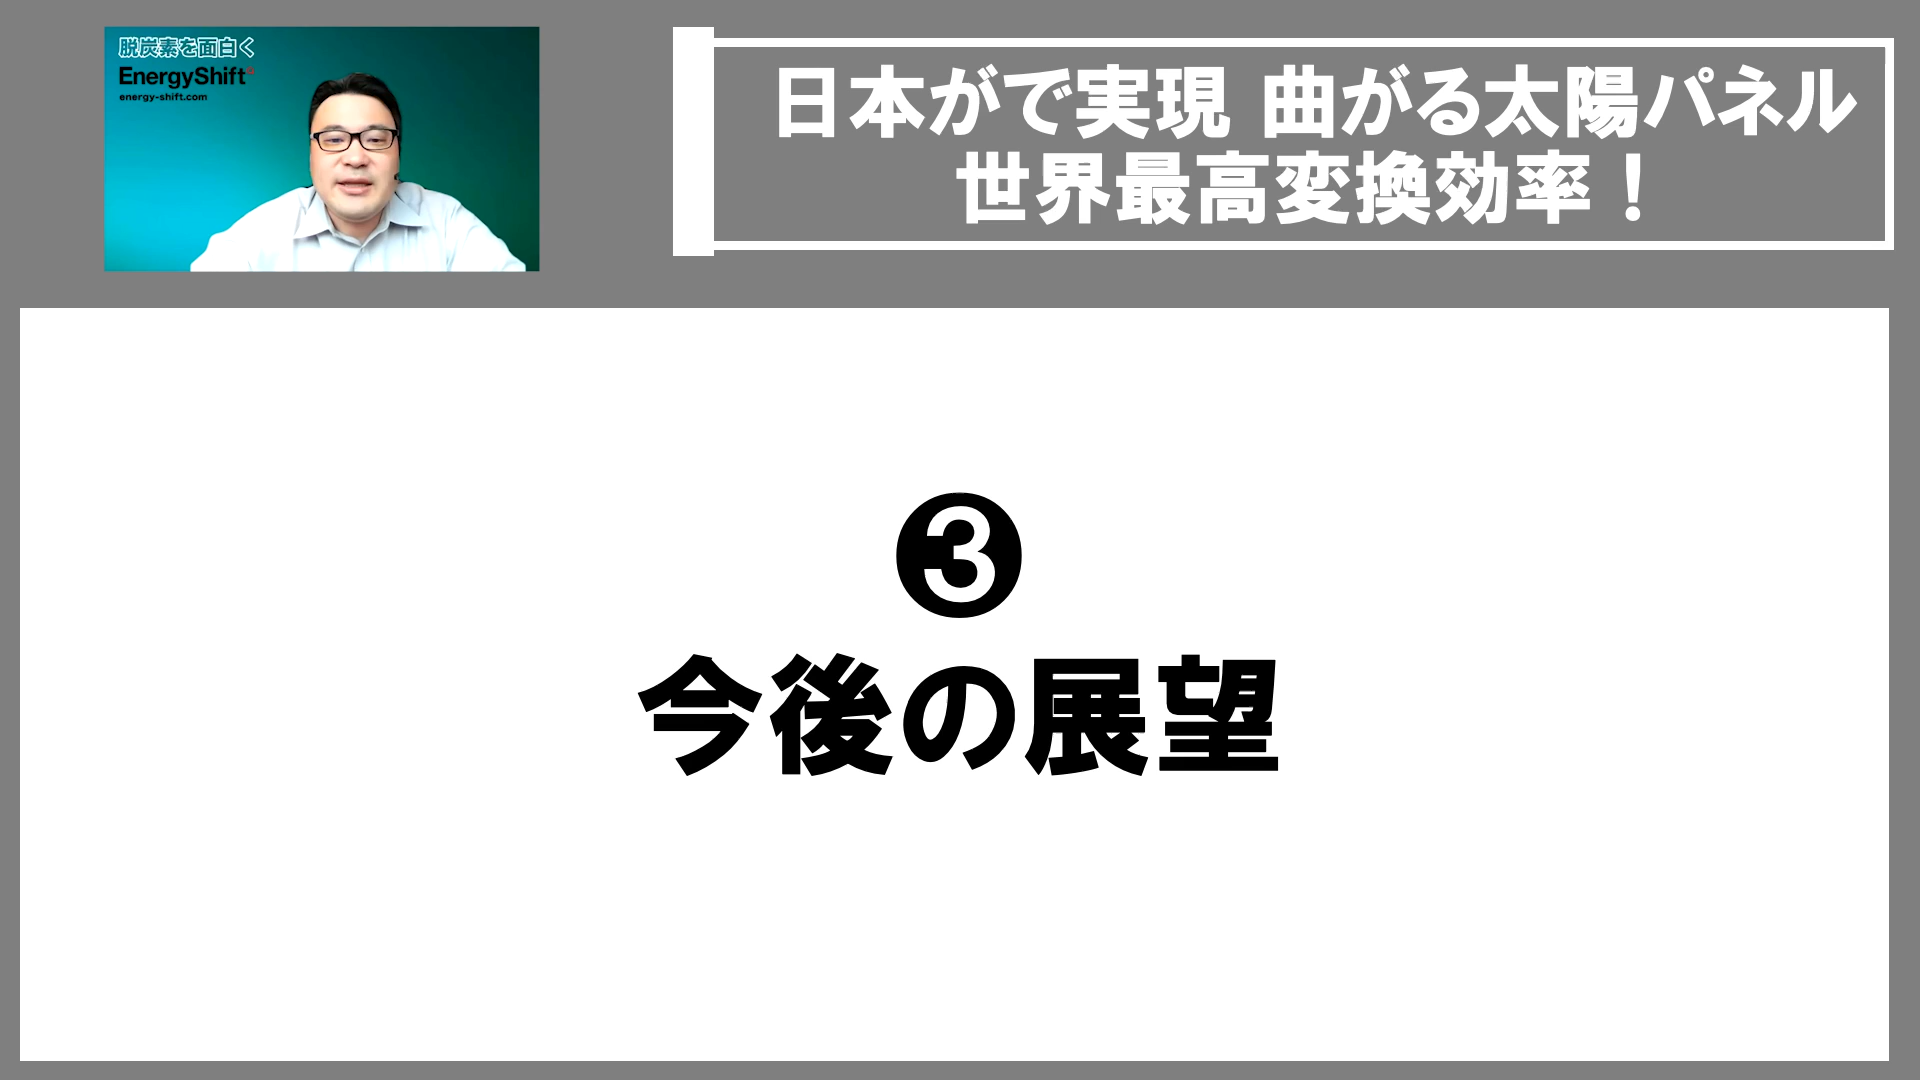 脱炭素を面白く
EnergyShift
energy-shift.com
日本がで実現 曲がる太陽パネル
世界最高変換効率！
❸
今後の展望